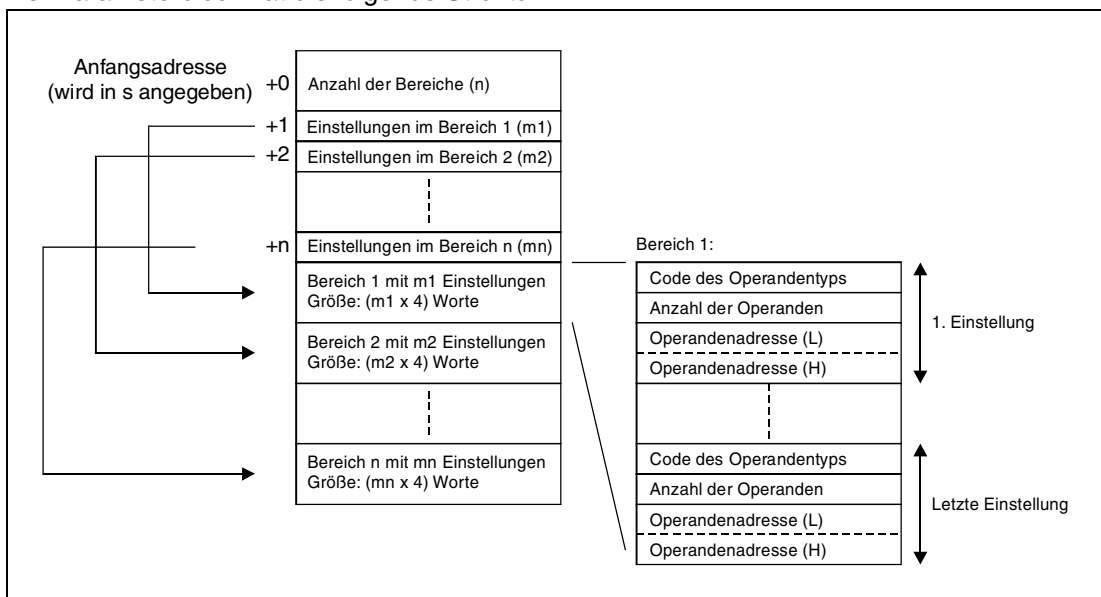 Anfangsadresse
(wird in s angegeben)
+0 Anzahl der Bereiche (n)
+1 Einstellungen im Bereich 1 (m1)
+2 Einstellungen im Bereich 2 (m2)
+n Einstellungen im Bereich n (mn)
Bereich 1 mit m1 Einstellungen
Größe: (m1 x 4) Worte
Bereich 2 mit m2 Einstellungen
Größe: (m2 x 4) Worte
Bereich n mit mn Einstellungen
Größe: (mn x 4) Worte
Bereich 1:
Code des Operandentyps
Anzahl der Operanden
Operandenadresse (L)
Operandenadresse (H)
1. Einstellung
Code des Operandentyps
Anzahl der Operanden
Operandenadresse (L)
Operandenadresse (H)
Letzte Einstellung